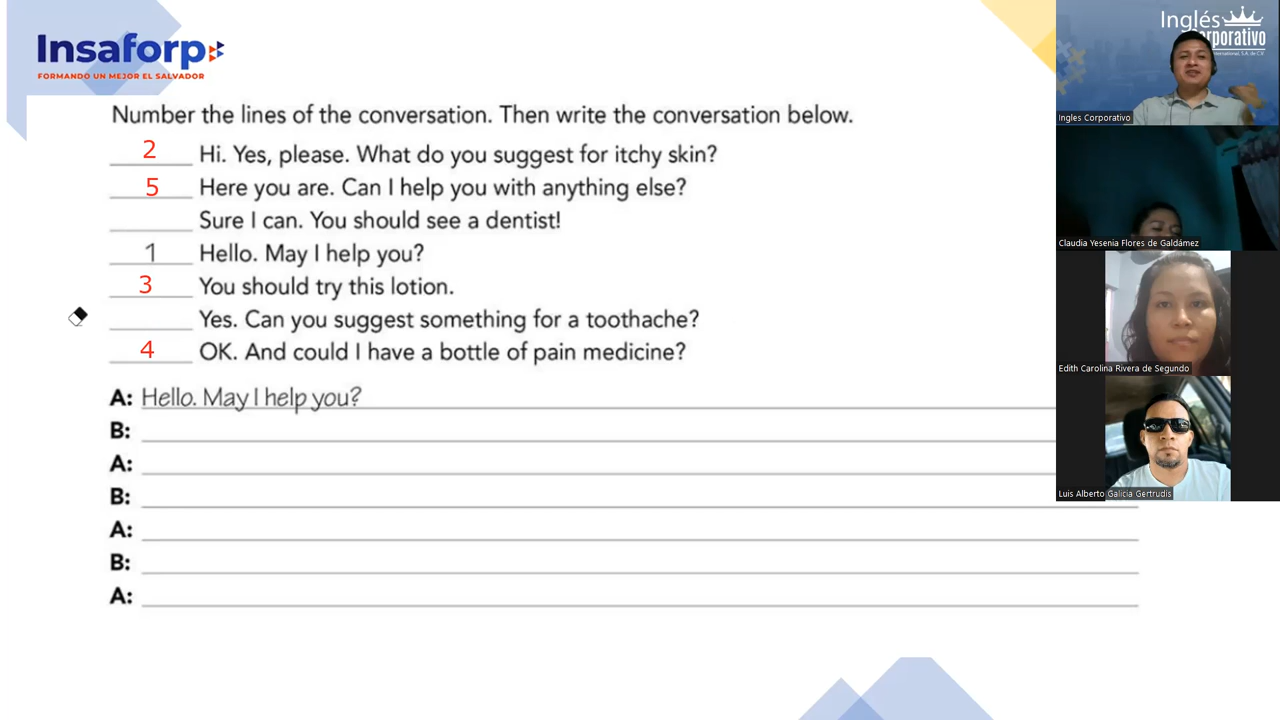 Insaforp
FORMANDO UN MEJOR EL SALVADOR
Number the lines of the conversation. Then write the conversation below.
2 Hi. Yes, please. What do you suggest for itchy skin?
5 Here you are. Can I help you with anything else?
Sure I can. You should see a dentist!
1 Hello. May I help you?
3 You should try this lotion.
Yes. Can you suggest something for a toothache?
4 OK. And could I have a bottle of pain medicine?
A: Hello. May I help you?
B:
A:
B:
A:
B:
A:
Inglés
Corporativo
International, S.A. de C.V.
Ingles Corporativo
Claudia Yesenia Flores de Galdámez
Edith Carolina Rivera de Segundo
Luis Alberto Galicia Gertrudis